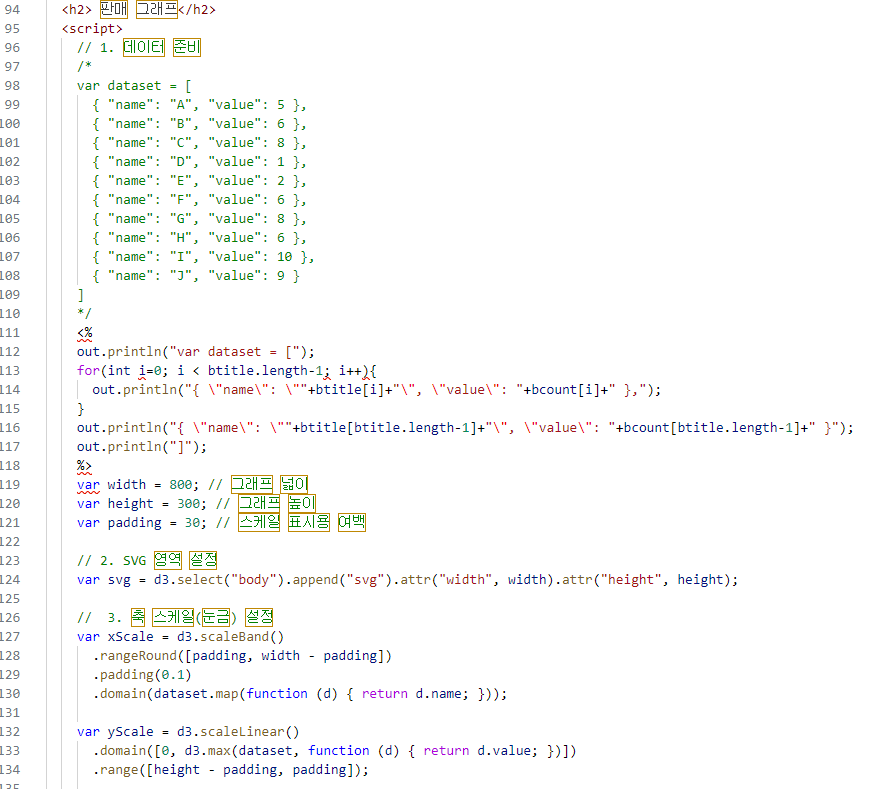 94 <h2> 판매 그래프</h2>
95 <script>
96 // 1. 데이터 준비
97 /*
98 var dataset = [
99 { "name": "A", "value": 5 },
100 { "name": "B", "value": 6 },
101 { "name": "C", "value": 8 },
102 { "name": "D", "value": 1 },
103 { "name": "E", "value": 2 },
104 { "name": "F", "value": 6 },
105 { "name": "G", "value": 8 },
106 { "name": "H", "value": 6 },
107 { "name": "I", "value": 10 },
108 { "name": "J", "value": 9 }
109 ]
110 */
111 <%
112 out.println("var dataset = [");
113 for(int i=0; i < btitle.length-1; i++){
114 out.println("{ \"name\": \""+btitle[i]+"\", \"value\": "+bcount[i]+" },");
115 }
116 out.println("{ \"name\": \""+btitle[btitle.length-1]+"\", \"value\": "+bcount[btitle.length-1]+" }");
117 out.println("]");
118 %>
119 var width = 800; // 그래프 넓이
120 var height = 300; // 그래프 높이
121 var padding = 30; // 스케일 표시용 여백
122
123 // 2. SVG 영역 설정
124 var svg = d3.select("body").append("svg").attr("width", width).attr("height", height);
125
126 // 3. 축 스케일(눈금) 설정
127 var xScale = d3.scaleBand()
128 .rangeRound([padding, width - padding])
129 .padding(0.1)
130 .domain(dataset.map(function (d) { return d.name; }));
131
132 var yScale = d3.scaleLinear()
133 .domain([0, d3.max(dataset, function (d) { return d.value; })])
134 .range([height - padding, padding]);
135